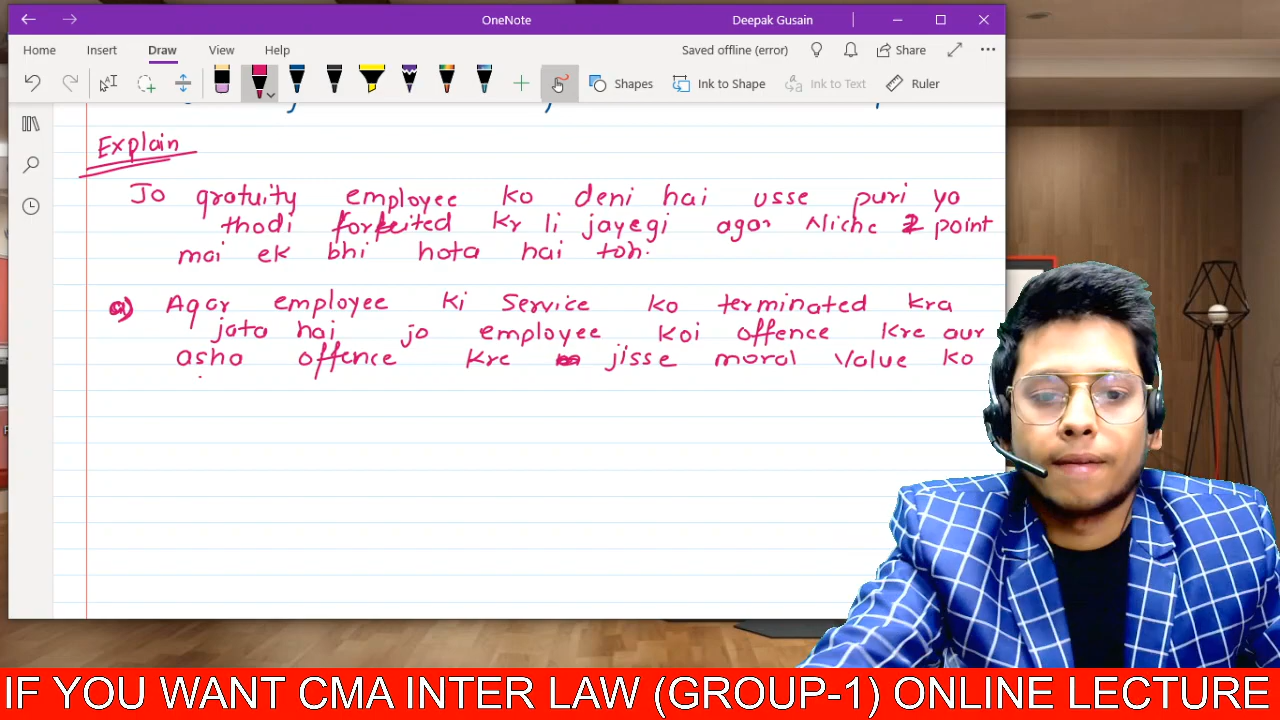 OneNote
Deepak Gusain
Home Insert Draw View Help
Saved offline (error)
Share
Shapes
Ink to Shape
Ink to Text
Ruler
Explain
Jo gratuity employee ko deni hai usse puri ya
thodi forfeited kr li jayegi agar Niche 2 point
mai ek bhi hota hai toh.
a) Agar employee ki Service ko terminated kra
jata hai jo employee koi offence kre aur
asha offence kre jisse moral value ko
IF YOU WANT CMA INTER LAW (GROUP-1) ONLINE LECTURE